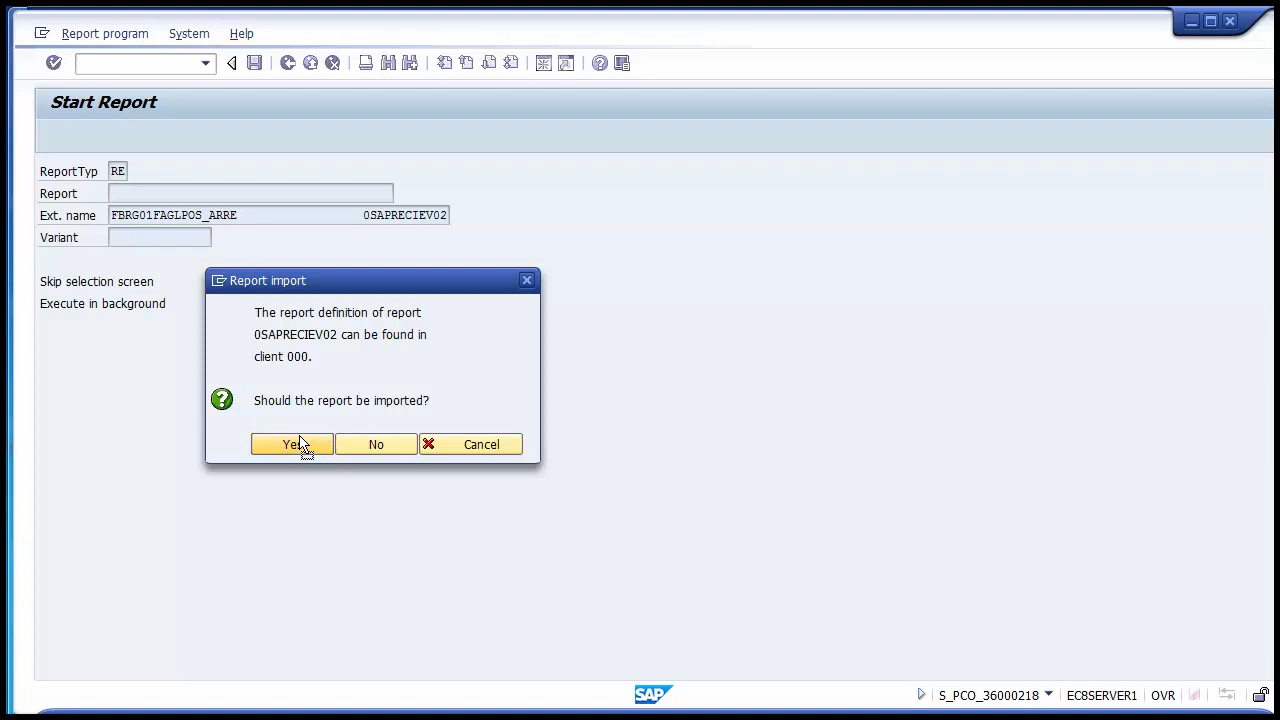 Report program System Help
Start Report
ReportTyp RE
Report
Ext. name FBRG01FAGLPOS_ARRE 0SAPRECIEV02
Variant
Skip selection screen
Execute in background
Report import
The report definition of report
0SAPRECIEV02 can be found in
client 000.
Should the report be imported?
Yes No Cancel
SAP S_PCO_36000218 ECSSERVER1 OVR